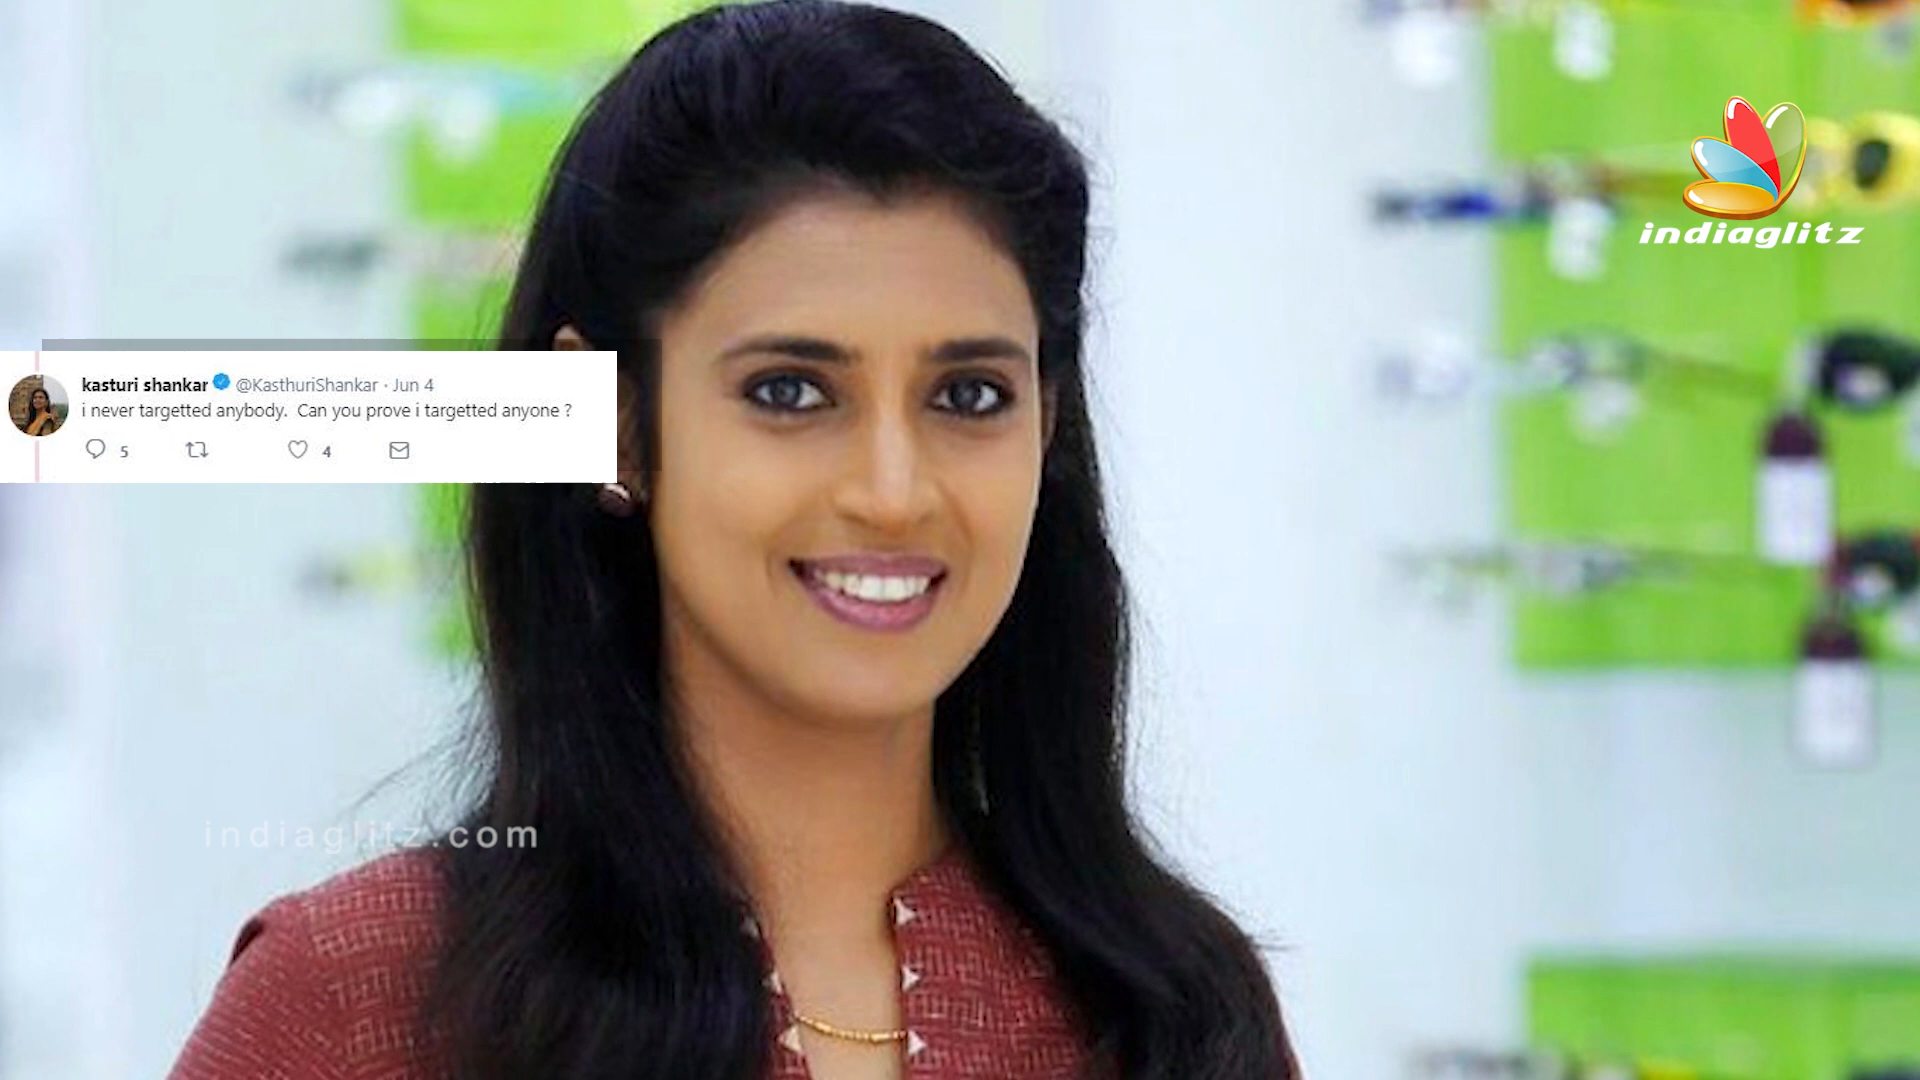 indiaglitz
kasturi shankar @KasthuriShankar · Jun 4
i never targetted anybody. Can you prove i targetted anyone ?
5 4
indiaglitz.com